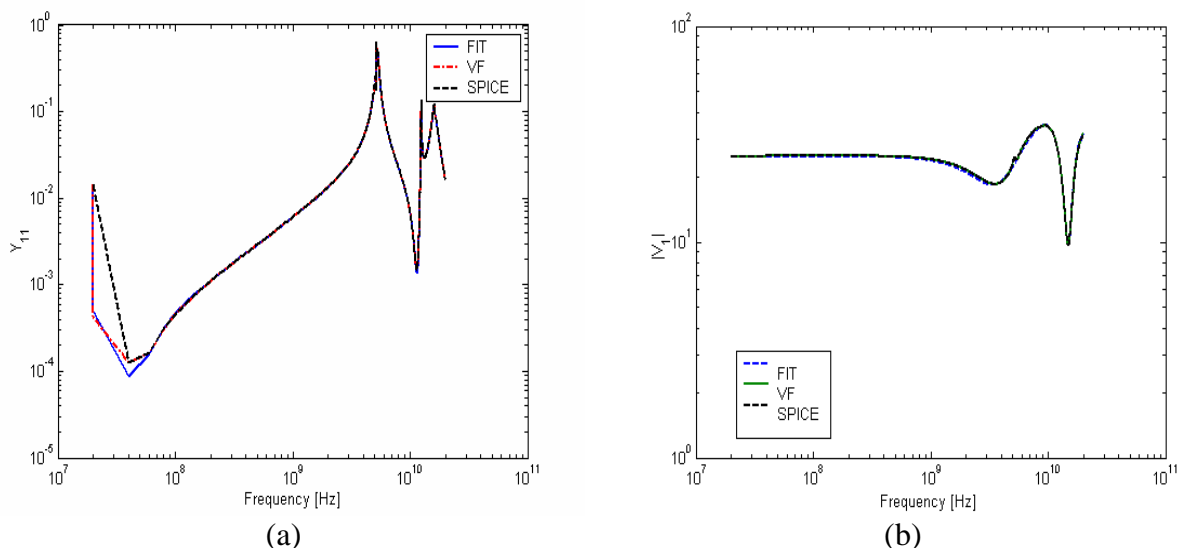 10^0
10^-1
10^-2
10^-3
10^-4
10^-5
Y_11
FIT
VF
SPICE
10^7
10^8
10^9
10^10
10^11
Frequency [Hz]
(a)
10^2
10^1
10^0
|V_1|
FIT
VF
SPICE
10^7
10^8
10^9
10^10
10^11
Frequency [Hz]
(b)